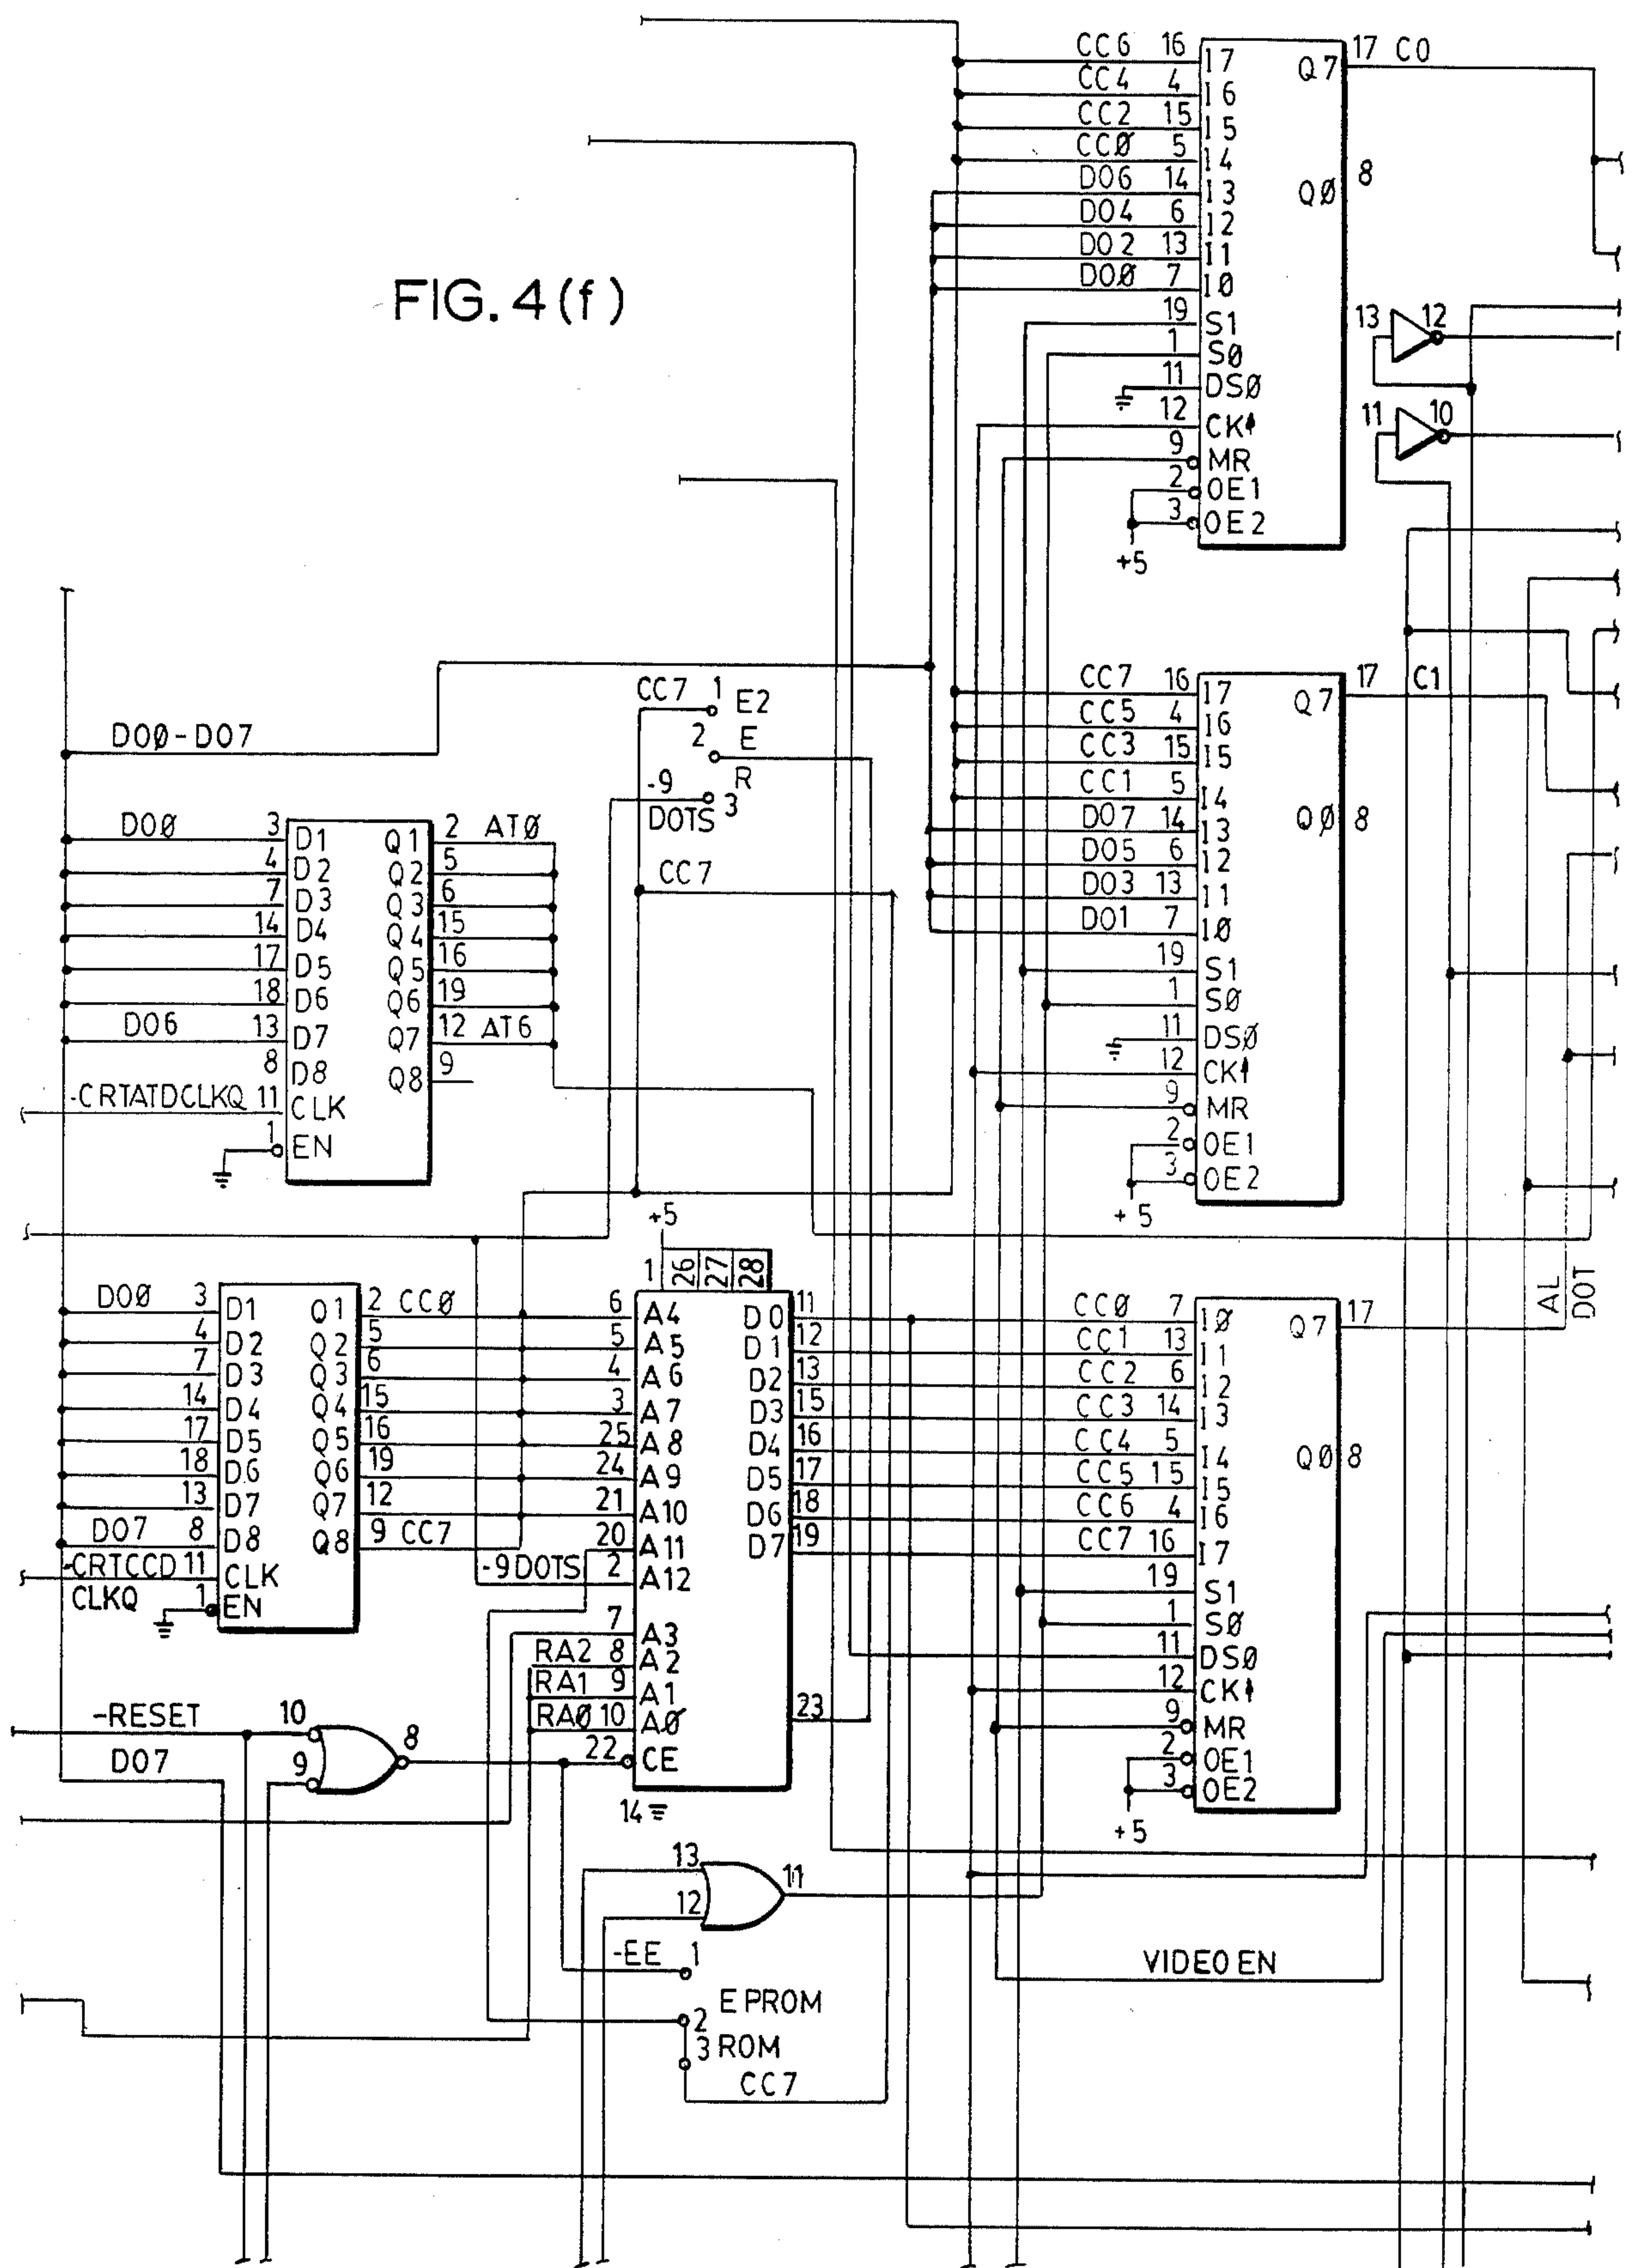 FIG. 4(f)
CC6 16 I7 Q7 17 C0
CC4 4 I6
CC2 15 I5
CCØ 5 I4
DO6 14 I3 QØ 8
DO4 6 I2
DO2 13 I1
DOØ 7 IØ
19 S1
1 SØ
11 DSØ
12 CK↑
9 MR
2 OE1
3 OE2
+5
13 12
11 10
CC7 16 I7 Q7 17 C1
CC5 4 I6
CC3 15 I5
CC1 5 I4
DO7 14 I3 QØ 8
DO5 6 I2
DO3 13 I1
DO1 7 IØ
19 S1
1 SØ
11 DSØ
12 CK↑
9 MR
2 OE1
3 OE2
+5
DOØ-DO7
CC7 1 E2
2 E
R
-9
DOTS 3
CC7
DOØ 3 D1 Q1 2 ATØ
4 D2 Q2 5
7 D3 Q3 6
14 D4 Q4 15
17 D5 Q5 16
18 D6 Q6 19
DO6 13 D7 Q7 12 AT6
8 D8 Q8 9
-CRTATDCLKQ 11 CLK
1 EN
DOØ 3 D1 Q1 2 CCØ
4 D2 Q2 5
7 D3 Q3 6
14 D4 Q4 15
17 D5 Q5 16
18 D6 Q6 19
13 D7 Q7 12
DO7 8 D8 Q8 9 CC7
-CRTCCD 11 CLK
CLKQ 1 EN
+5
1 26 27 28
6 A4 D0 11
5 A5 D1 12
4 A6 D2 13
3 A7 D3 15
25 A8 D4 16
24 A9 D5 17
21 A10 D6 18
20 A11 D7 19
-9DOTS 2 A12
7 A3
RA2 8 A2
RA1 9 A1
RAØ 10 AØ 23
22 CE
14
CCØ 7 IØ Q7 17
CC1 13 I1
CC2 6 I2
CC3 14 I3
CC4 5 I4 QØ 8
CC5 15 I5
CC6 4 I6
CC7 16 I7
19 S1
1 SØ
11 DSØ
12 CK↑
9 MR
2 OE1
3 OE2
+5
AL
DOT
-RESET 10
9 8
DO7
13
12 11
-EE 1
EPROM
2
3 ROM
CC7
VIDEO EN